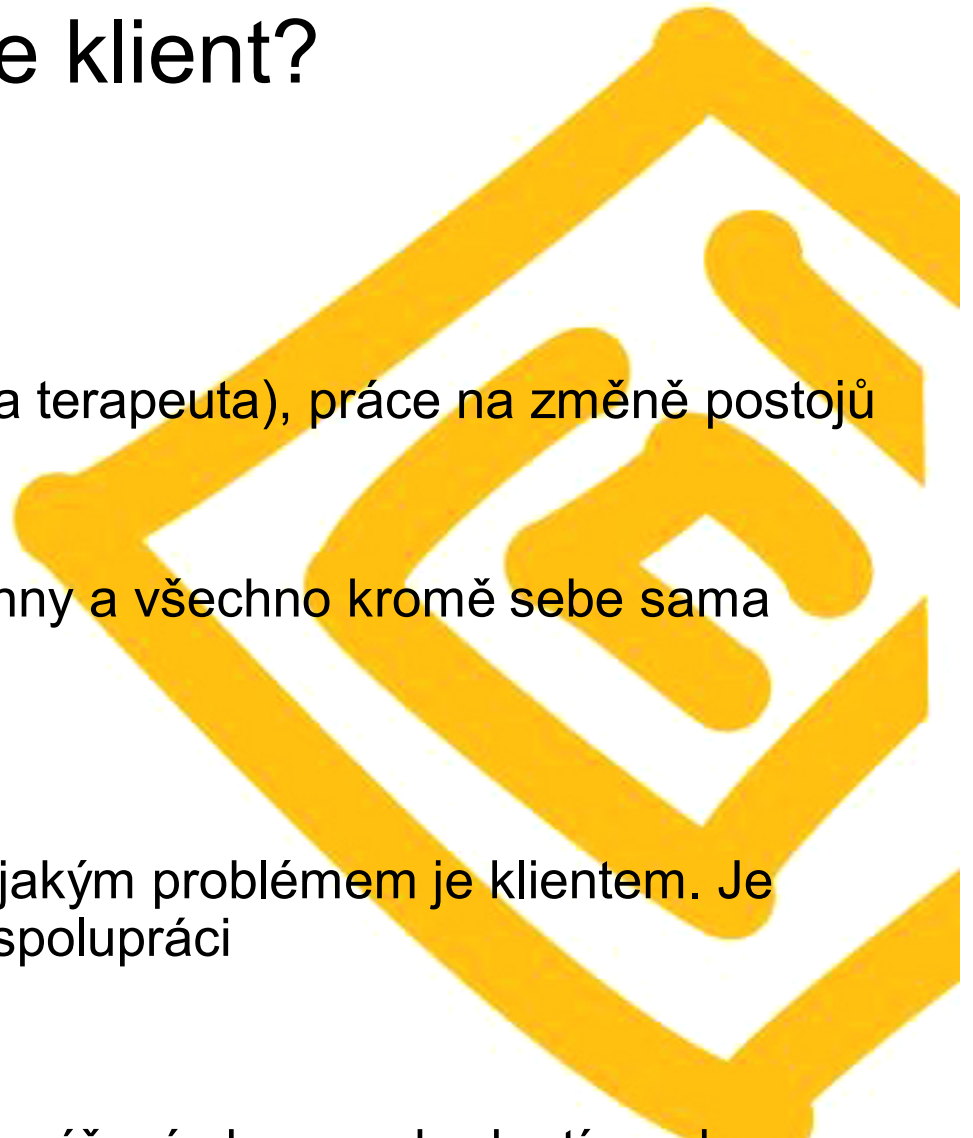 e klient?
a terapeuta), práce na změně postojů
nny a všechno kromě sebe sama
jakým problémem je klientem. Je
spolupráci